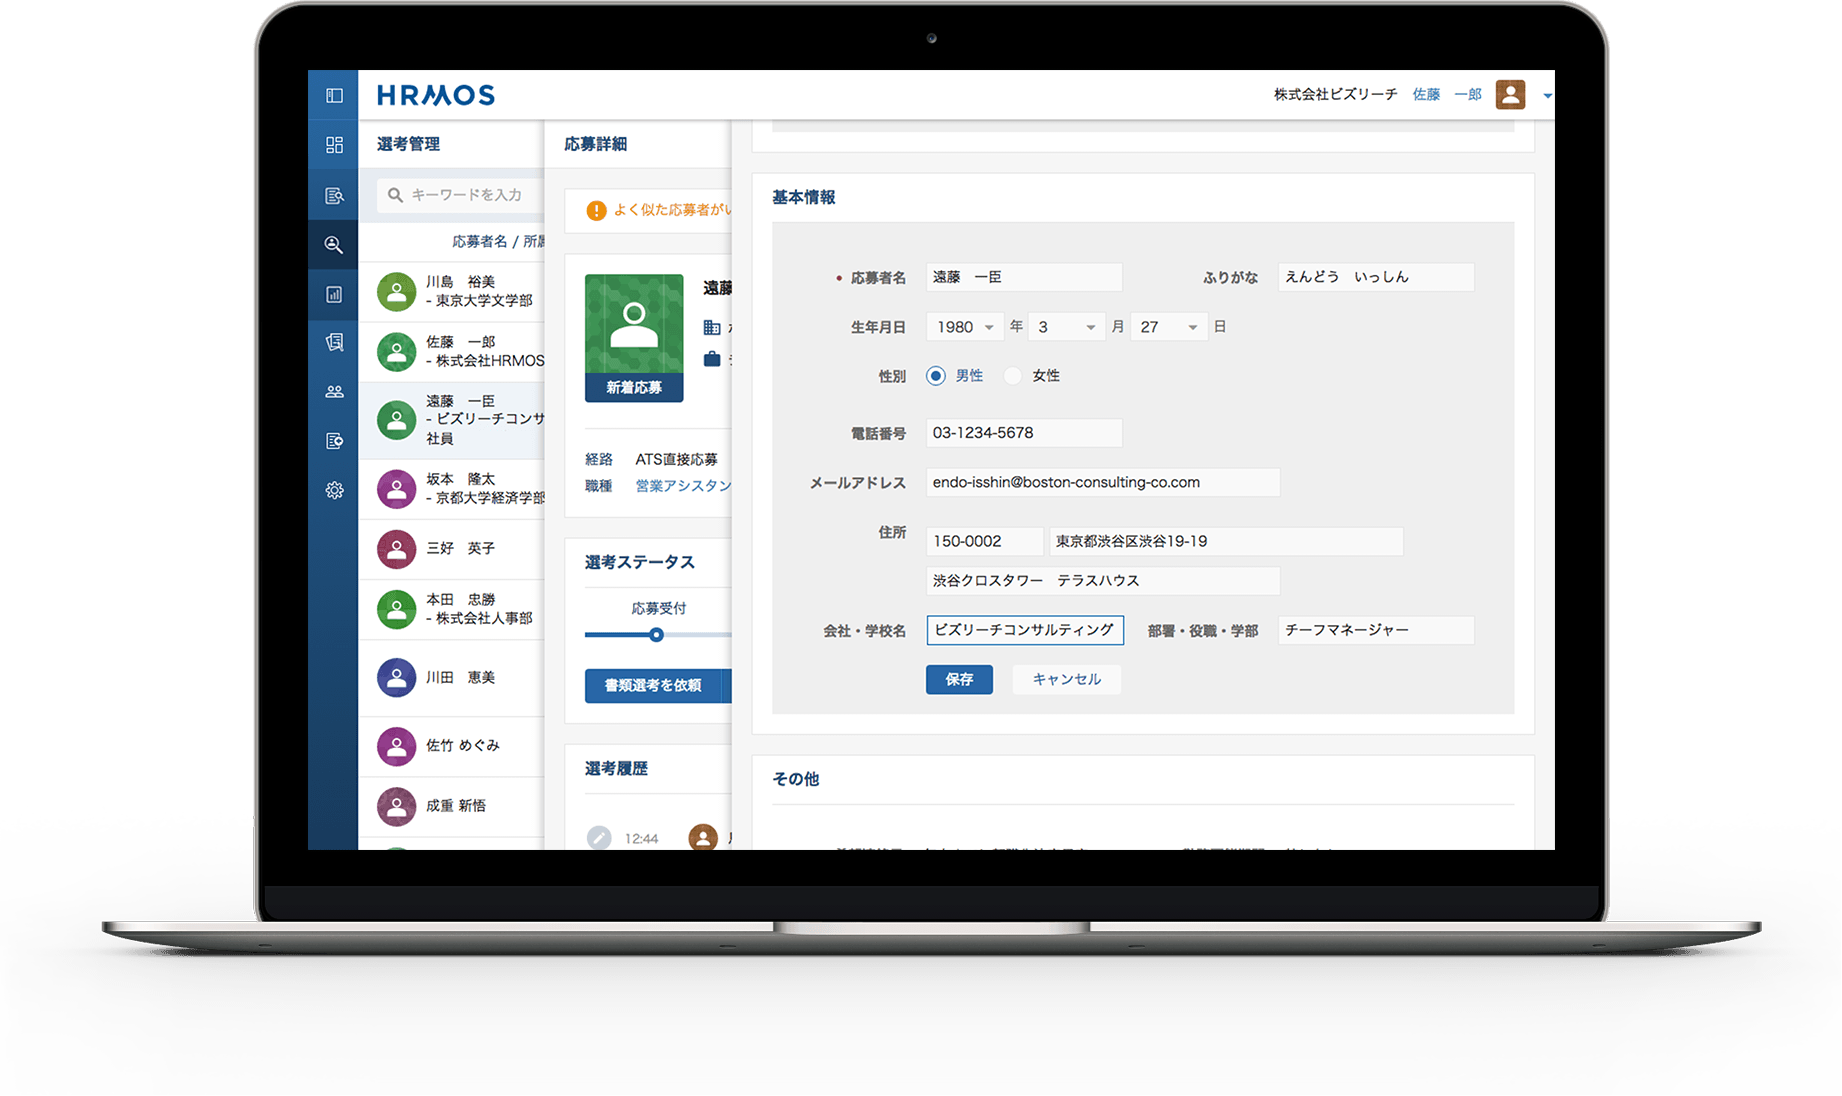 HRMOS
株式会社ビズリーチ 佐藤 一郎
選考管理
キーワードを入力
応募者名 / 所属
川島 裕美
- 東京大学文学部
佐藤 一郎
- 株式会社HRMOS
遠藤 一臣
- ビズリーチコンサ
社員
坂本 隆太
- 京都大学経済学部
三好 英子
本田 忠勝
- 株式会社人事部
川田 恵美
佐竹 めぐみ
成重 新悟
応募詳細
よく似た応募者がい
遠藤
新着応募
経路 ATS直接応募
職種 営業アシスタン
選考ステータス
応募受付
書類選考を依頼
選考履歴
12:44
基本情報
応募者名 遠藤 一臣 ふりがな えんどう いっしん
生年月日 1980 年 3 月 27 日
性別 男性 女性
電話番号 03-1234-5678
メールアドレス endo-isshin@boston-consulting-co.com
住所 150-0002 東京都渋谷区渋谷19-19
渋谷クロスタワー テラスハウス
会社・学校名 ビズリーチコンサルティング 部署・役職・学部 チーフマネージャー
保存 キャンセル
その他